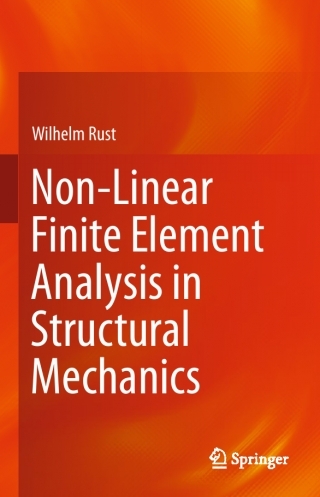 Wilhelm Rust
Non-Linear
Finite Element
Analysis in
Structural
Mechanics
Springer